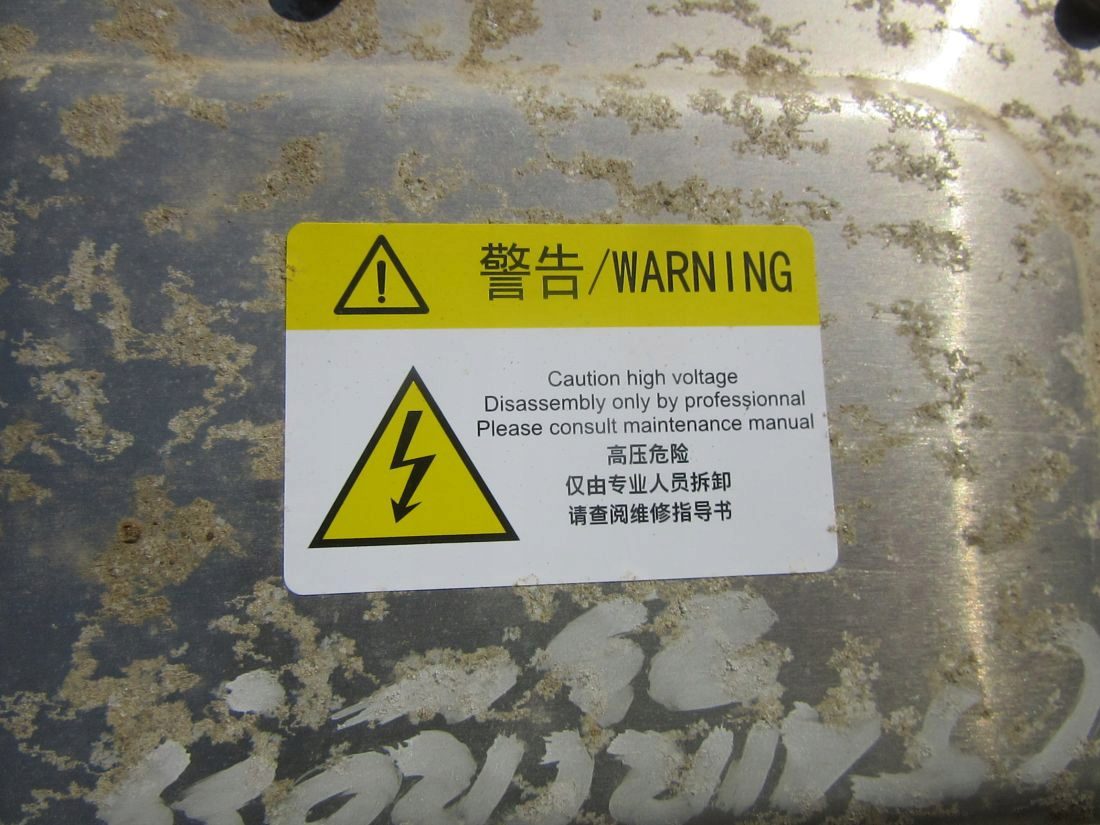 警告/WARNING
Caution high voltage
Disassembly only by professionnal
Please consult maintenance manual
高压危险
仅由专业人员拆卸
请查阅维修指导书